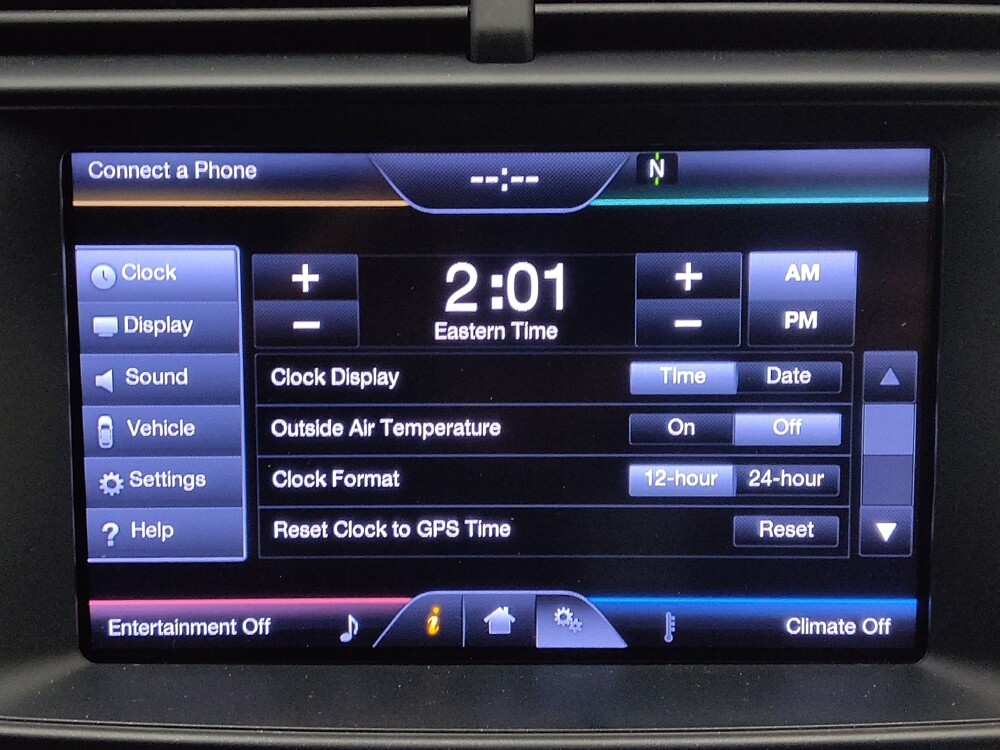 Connect a Phone --:-- N
Clock + 2:01 + AM
Display - Eastern Time - PM
Sound Clock Display Time Date
Vehicle Outside Air Temperature On Off
Settings Clock Format 12-hour 24-hour
? Help Reset Clock to GPS Time Reset
Entertainment Off i Climate Off